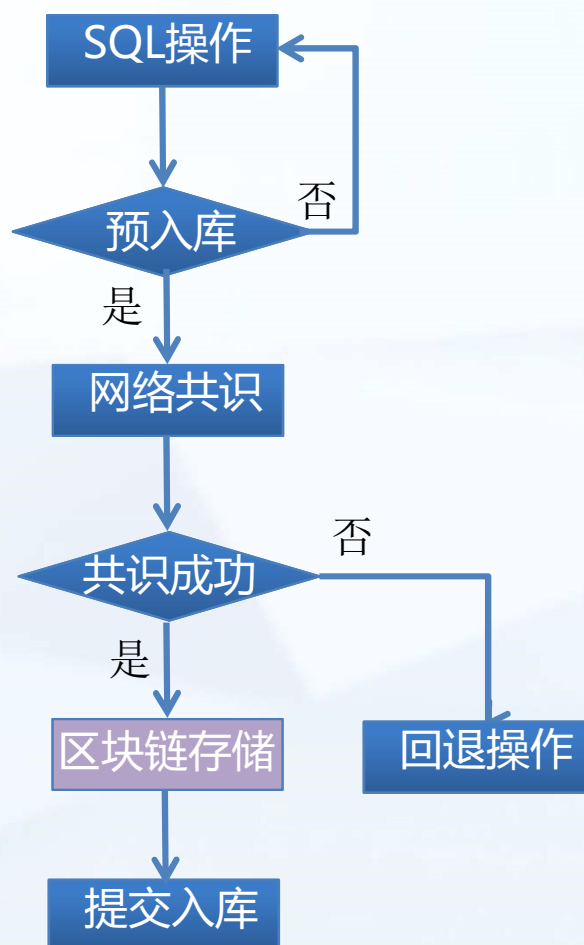 SQL操作
否
预入库
是
网络共识
否
共识成功
是
区块链存储
回退操作
提交入库